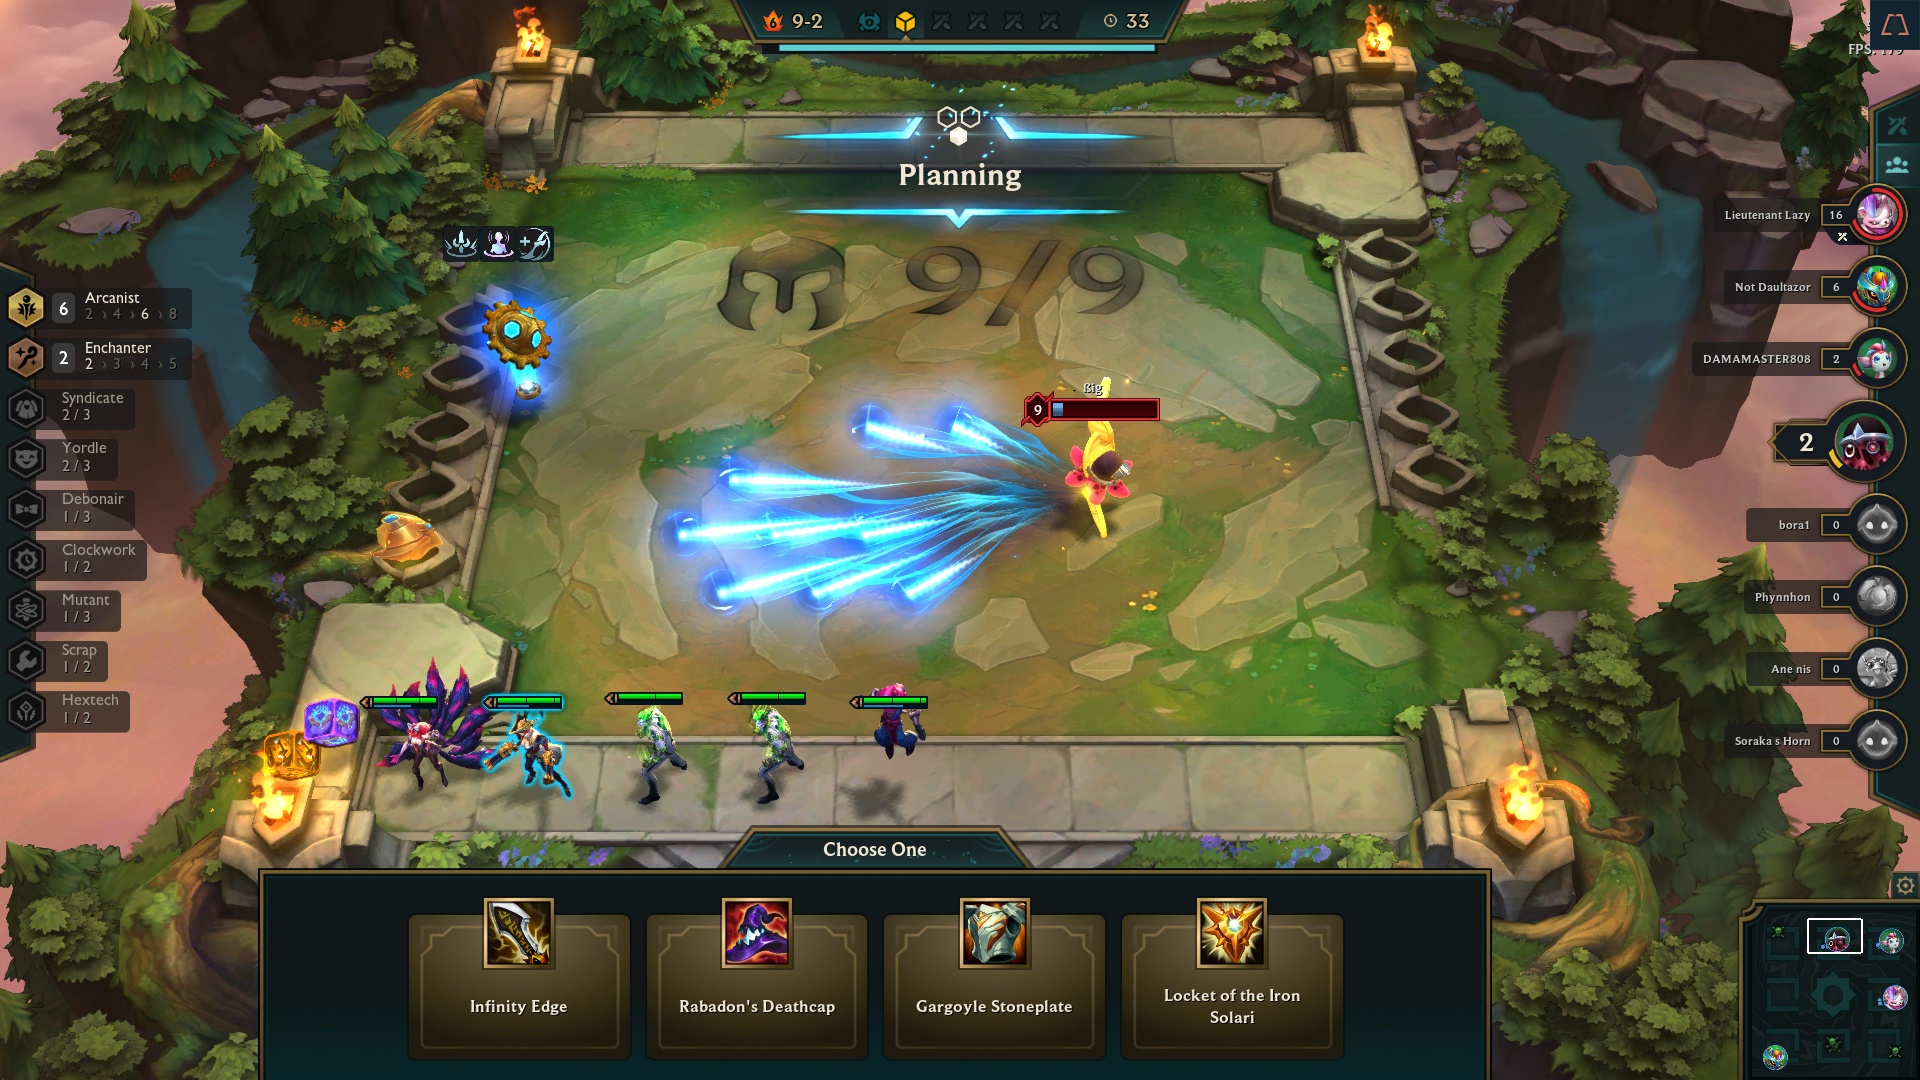 9-2
33
FPS: 179
Planning
9/9
6
Arcanist
2 › 4 › 6 › 8
2
Enchanter
2 › 3 › 4 › 5
Syndicate
2 / 3
Yordle
2 / 3
Debonair
1 / 3
Clockwork
1 / 2
Mutant
1 / 3
Scrap
1 / 2
Hextech
1 / 2
Big
9
Lieutenant Lazy
16
Not Daultazor
6
DAMAMASTER808
2
2
bora1
0
Phynnhon
0
Ane nis
0
Soraka s Horn
0
Choose One
Infinity Edge
Rabadon's Deathcap
Gargoyle Stoneplate
Locket of the Iron
Solari